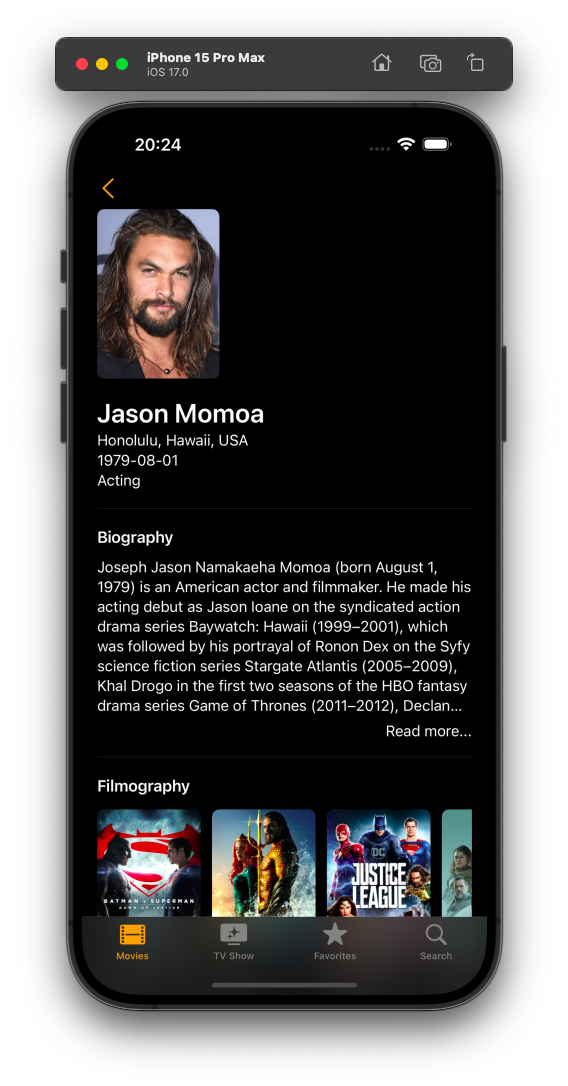 iPhone 15 Pro Max
iOS 17.0
20:24
Jason Momoa
Honolulu, Hawaii, USA
1979-08-01
Acting
Biography
Joseph Jason Namakaeha Momoa (born August 1,
1979) is an American actor and filmmaker. He made his
acting debut as Jason Ioane on the syndicated action
drama series Baywatch: Hawaii (1999–2001), which
was followed by his portrayal of Ronon Dex on the Syfy
science fiction series Stargate Atlantis (2005–2009),
Khal Drogo in the first two seasons of the HBO fantasy
drama series Game of Thrones (2011–2012), Declan...
Read more...
Filmography
BATMAN v SUPERMAN
DAWN OF JUSTICE
DC
JUSTICE
LEAGUE
Movies
TV Show
Favorites
Search